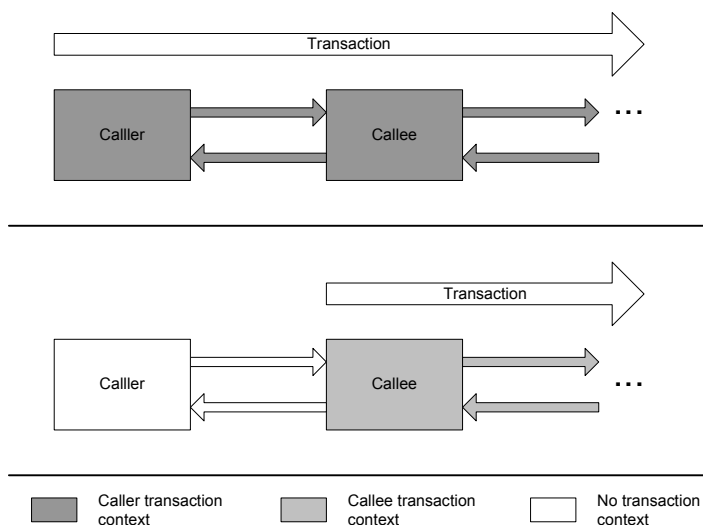 Transaction
Calller
Callee
...
Transaction
Calller
Callee
...
Caller transaction
context
Callee transaction
context
No transaction
context